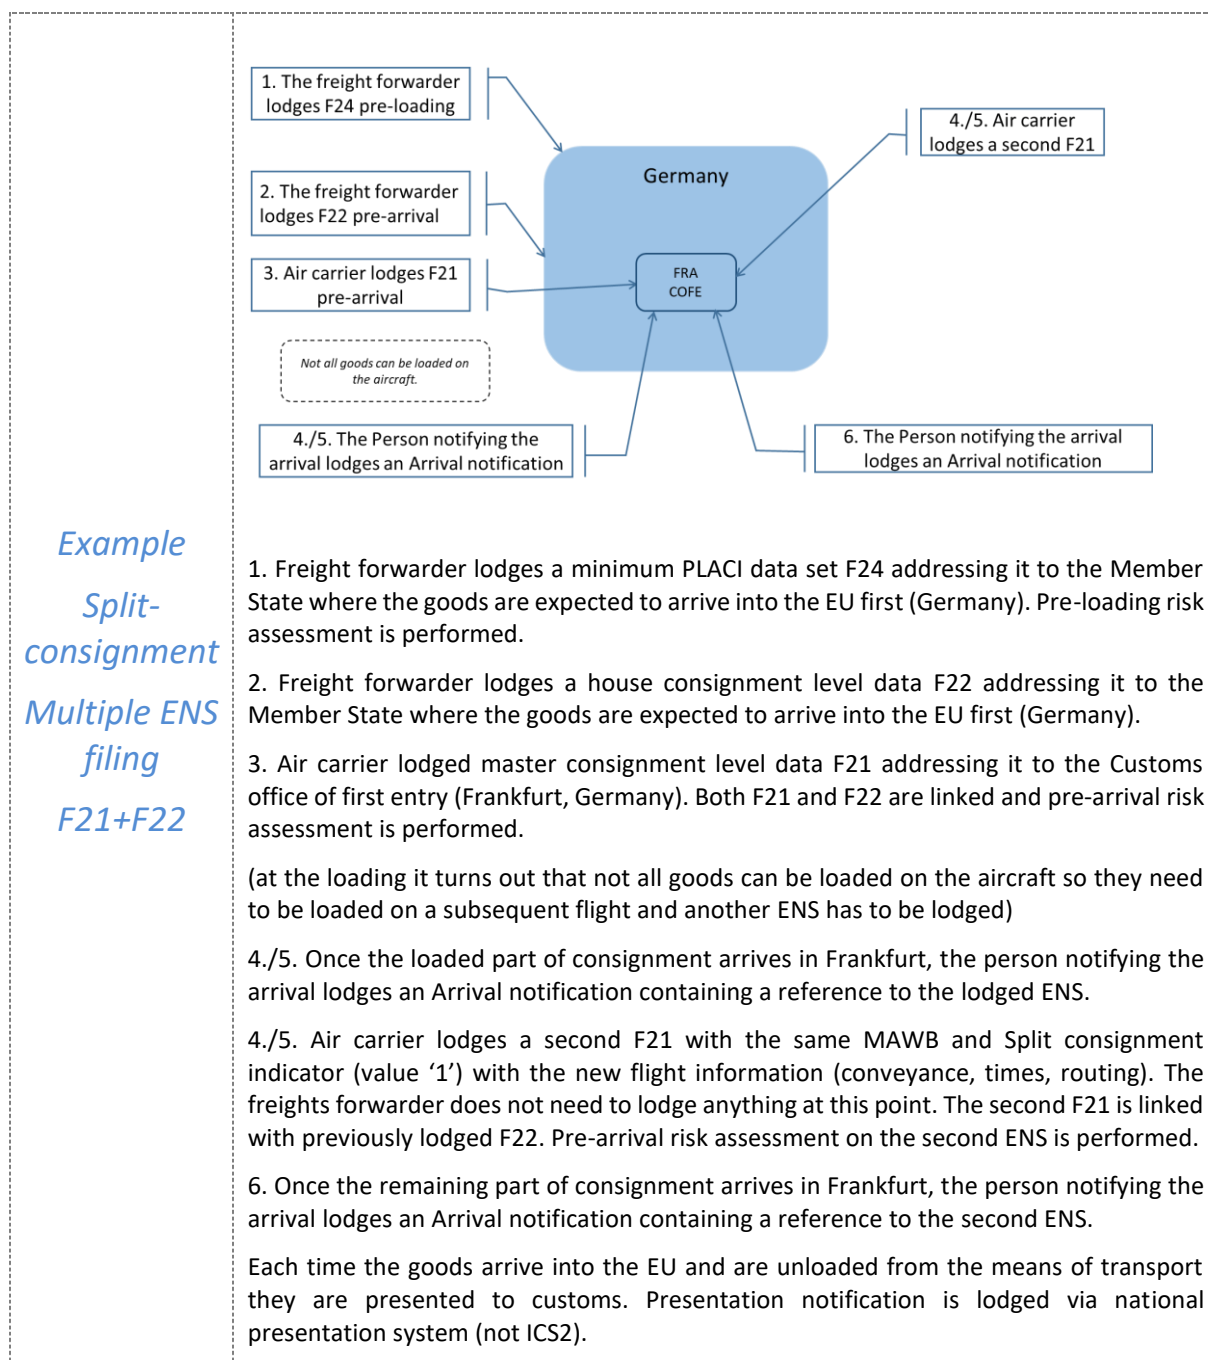 1. The freight forwarder
lodges F24 pre-loading
4./5. Air carrier
lodges a second F21
Germany
2. The freight forwarder
lodges F22 pre-arrival
3. Air carrier lodges F21
pre-arrival
FRA
COFE
Not all goods can be loaded on
the aircraft.
4./5. The Person notifying the
arrival lodges an Arrival notification
6. The Person notifying the arrival
lodges an Arrival notification
Example
Split-
consignment
Multiple ENS
filing
F21+F22
1. Freight forwarder lodges a minimum PLACI data set F24 addressing it to the Member
State where the goods are expected to arrive into the EU first (Germany). Pre-loading risk
assessment is performed.
2. Freight forwarder lodges a house consignment level data F22 addressing it to the
Member State where the goods are expected to arrive into the EU first (Germany).
3. Air carrier lodged master consignment level data F21 addressing it to the Customs
office of first entry (Frankfurt, Germany). Both F21 and F22 are linked and pre-arrival risk
assessment is performed.
(at the loading it turns out that not all goods can be loaded on the aircraft so they need
to be loaded on a subsequent flight and another ENS has to be lodged)
4./5. Once the loaded part of consignment arrives in Frankfurt, the person notifying the
arrival lodges an Arrival notification containing a reference to the lodged ENS.
4./5. Air carrier lodges a second F21 with the same MAWB and Split consignment
indicator (value ‘1’) with the new flight information (conveyance, times, routing). The
freights forwarder does not need to lodge anything at this point. The second F21 is linked
with previously lodged F22. Pre-arrival risk assessment on the second ENS is performed.
6. Once the remaining part of consignment arrives in Frankfurt, the person notifying the
arrival lodges an Arrival notification containing a reference to the second ENS.
Each time the goods arrive into the EU and are unloaded from the means of transport
they are presented to customs. Presentation notification is lodged via national
presentation system (not ICS2).